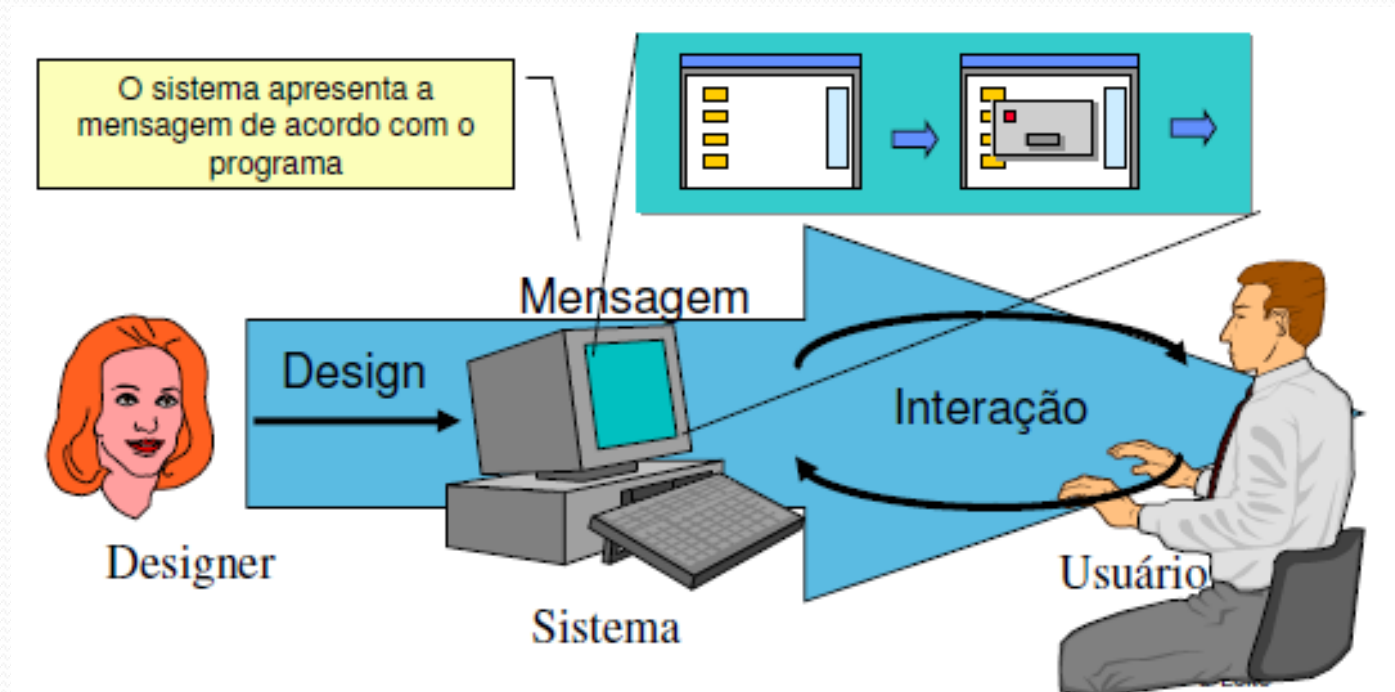 O sistema apresenta a
mensagem de acordo com o
programa
Mensagem
Design
Interação
Designer
Usuário
Sistema